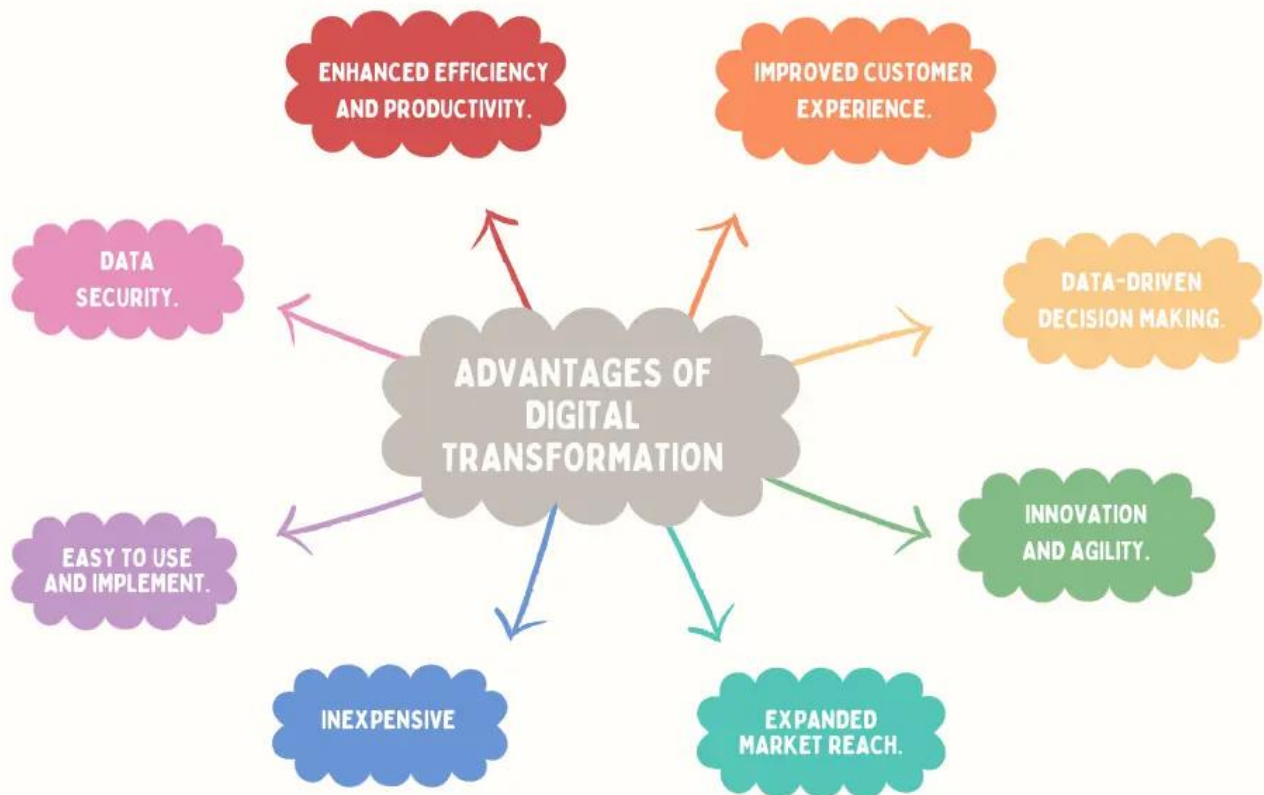 ENHANCED EFFICIENCY
AND PRODUCTIVITY.
IMPROVED CUSTOMER
EXPERIENCE.
DATA
SECURITY.
DATA-DRIVEN
DECISION MAKING.
ADVANTAGES OF
DIGITAL
TRANSFORMATION
EASY TO USE
AND IMPLEMENT.
INNOVATION
AND AGILITY.
INEXPENSIVE
EXPANDED
MARKET REACH.